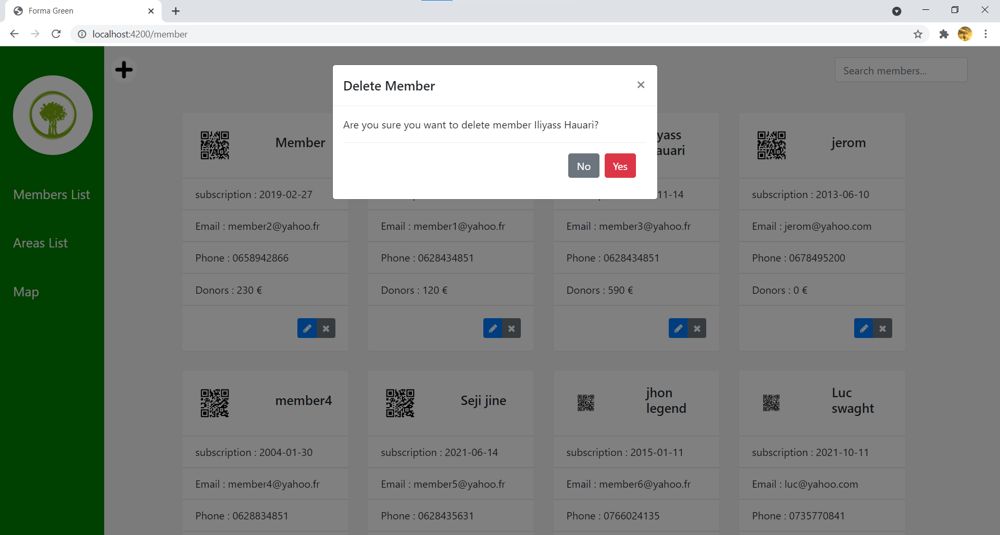 Forma Green
localhost:4200/member
Search members...
Delete Member
Are you sure you want to delete member Iliyass Hauari?
No Yes
Members List
Areas List
Map
Member
subscription : 2019-02-27
Email : member2@yahoo.fr
Phone : 0658942866
Donors : 230 €
Email : member1@yahoo.fr
Phone : 0628434851
Donors : 120 €
yass
auari
11-14
Email : member3@yahoo.fr
Phone : 0628434851
Donors : 590 €
jerom
subscription : 2013-06-10
Email : jerom@yahoo.com
Phone : 0678495200
Donors : 0 €
member4
subscription : 2004-01-30
Email : member4@yahoo.fr
Phone : 0628834851
Seji jine
subscription : 2021-06-14
Email : member5@yahoo.fr
Phone : 0628435631
jhon
legend
subscription : 2015-01-11
Email : member6@yahoo.fr
Phone : 0766024135
Luc
swaght
subscription : 2021-10-11
Email : luc@yahoo.com
Phone : 0735770841